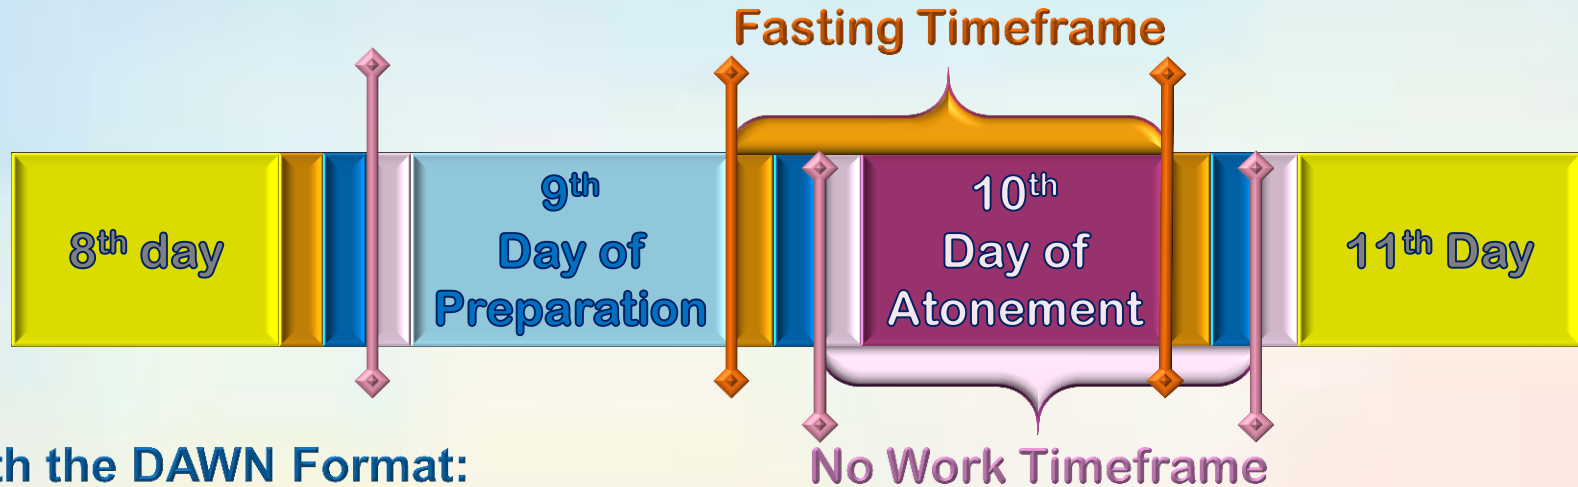 Fasting Timeframe
8th day
9th
Day of
Preparation
10th
Day of
Atonement
11th Day
the DAWN Format:
No Work Timeframe